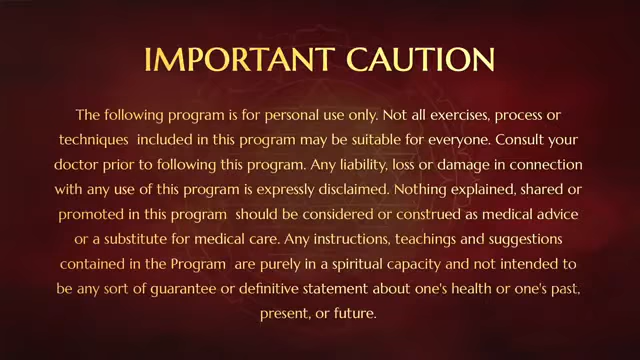 IMPORTANT CAUTION
The following program is for personal use only. Not all exercises, process or
techniques included in this program may be suitable for everyone. Consult your
doctor prior to following this program. Any liability, loss or damage in connection
with any use of this program is expressly disclaimed. Nothing explained, shared or
promoted in this program should be considered or construed as medical advice
or a substitute for medical care. Any instructions, teachings and suggestions
contained in the Program are purely in a spiritual capacity and not intended to
be any sort of guarantee or definitive statement about one's health or one's past,
present, or future.